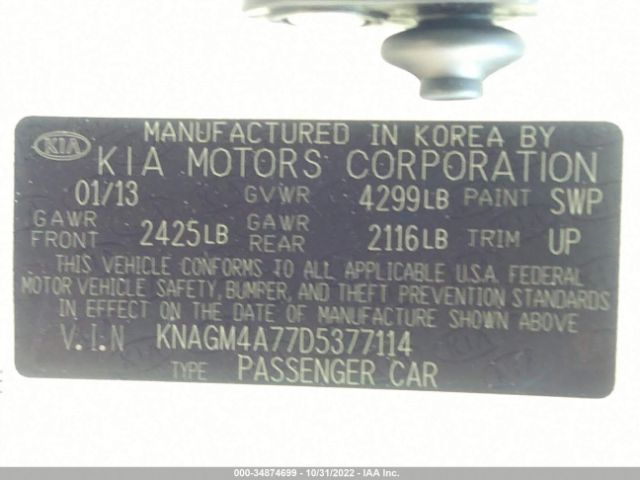 MANUFACTURED IN KOREA BY
KIA KIA MOTORS CORPORATION
01/13 GVWR 4299LB PAINT SWP
GAWR FRONT 2425LB GAWR REAR 2116LB TRIM UP
THIS VEHICLE CONFORMS TO ALL APPLICABLE U.S.A. FEDERAL
MOTOR VEHICLE SAFETY, BUMPER, AND THEFT PREVENTION STANDARDS
IN EFFECT ON THE DATE OF MANUFACTURE SHOWN ABOVE
V.I.N KNAGM4A77D5377114
TYPE PASSENGER CAR
000-34874699 - 10/31/2022 - IAA Inc.